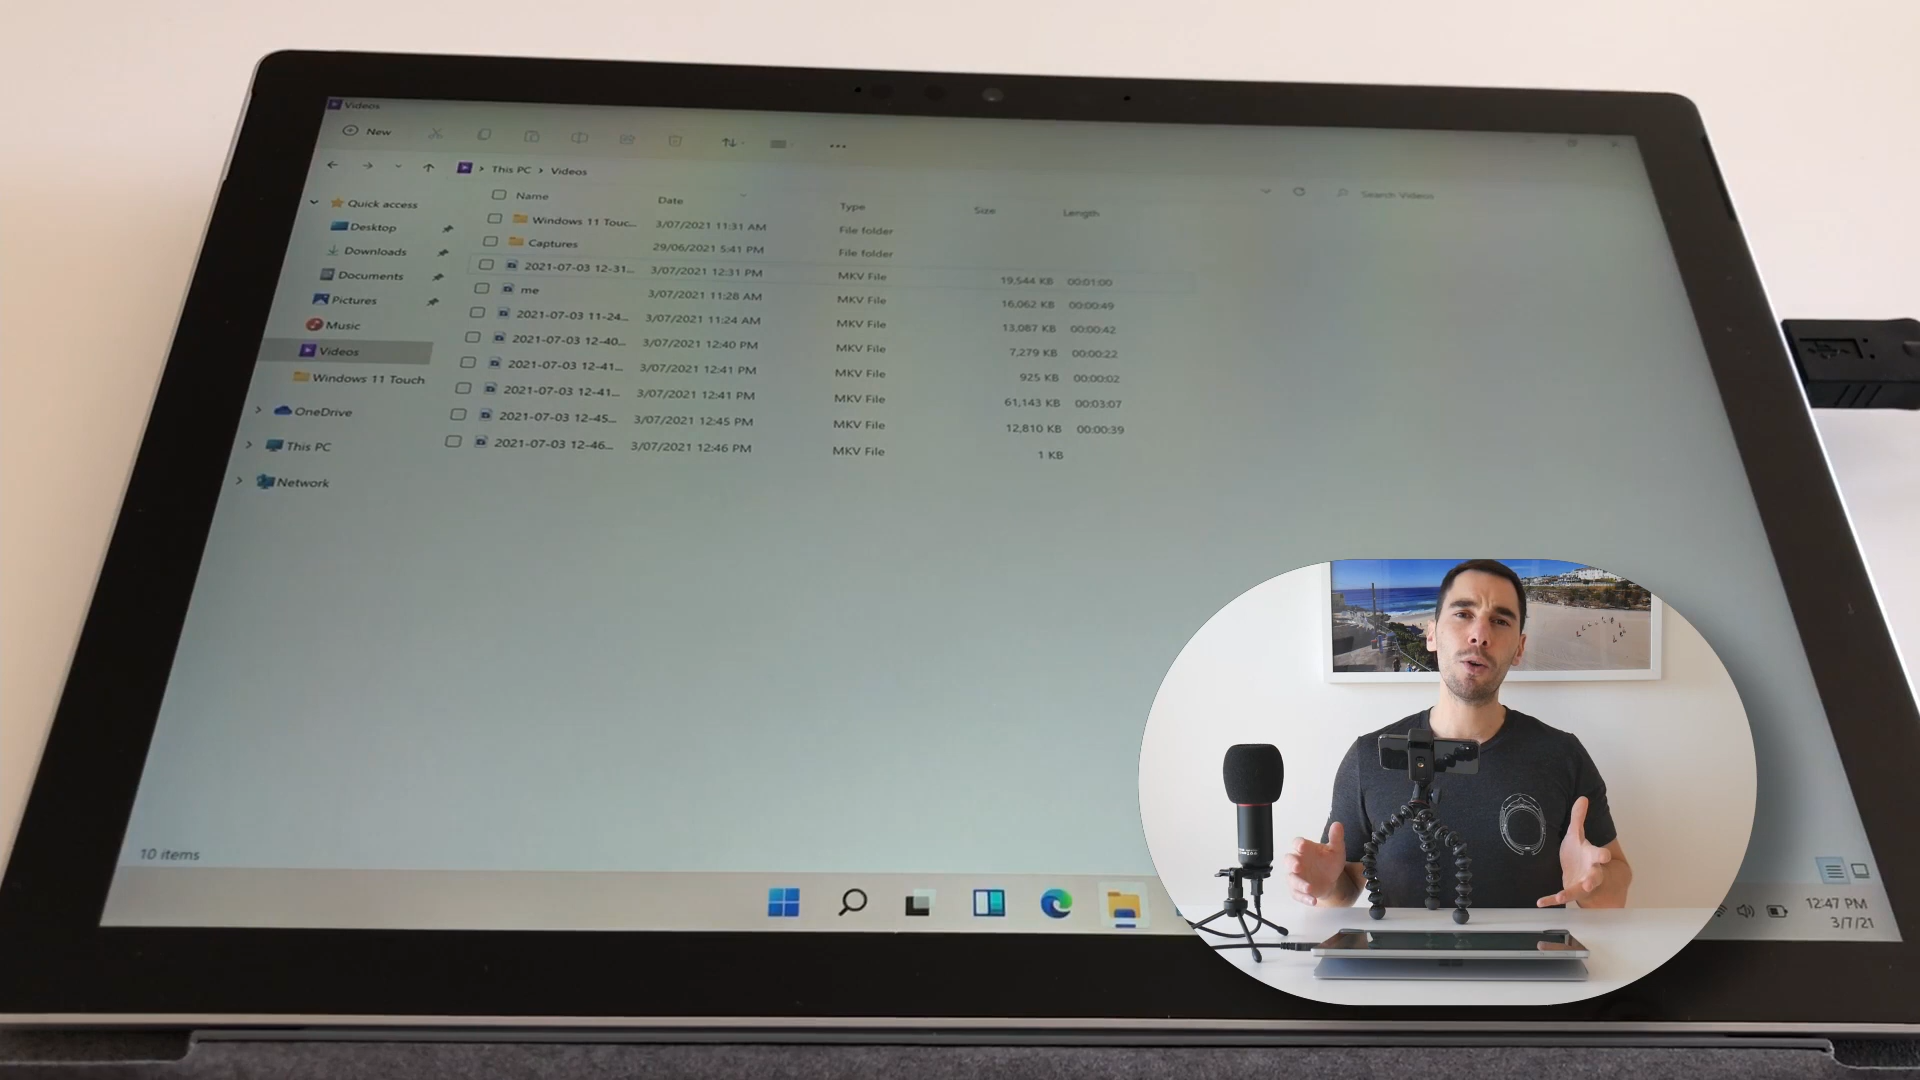 Videos
New
This PC > Videos
Search Videos
Name Date Type Size Length
Quick access
Desktop
Downloads
Documents
Pictures
Music
Videos
Windows 11 Touch
OneDrive
This PC
Network
Windows 11 Touc... 3/07/2021 11:31 AM File folder
Captures 29/06/2021 5:41 PM File folder
2021-07-03 12-31... 3/07/2021 12:31 PM MKV File 19,544 KB 00:01:00
me 3/07/2021 11:28 AM MKV File 16,062 KB 00:00:49
2021-07-03 11-24... 3/07/2021 11:24 AM MKV File 13,087 KB 00:00:42
2021-07-03 12-40... 3/07/2021 12:40 PM MKV File 7,279 KB 00:00:22
2021-07-03 12-41... 3/07/2021 12:41 PM MKV File 925 KB 00:00:02
2021-07-03 12-41... 3/07/2021 12:41 PM MKV File 61,143 KB 00:03:07
2021-07-03 12-45... 3/07/2021 12:45 PM MKV File 12,810 KB 00:00:39
2021-07-03 12-46... 3/07/2021 12:46 PM MKV File 1 KB
10 items
12:47 PM
3/7/21